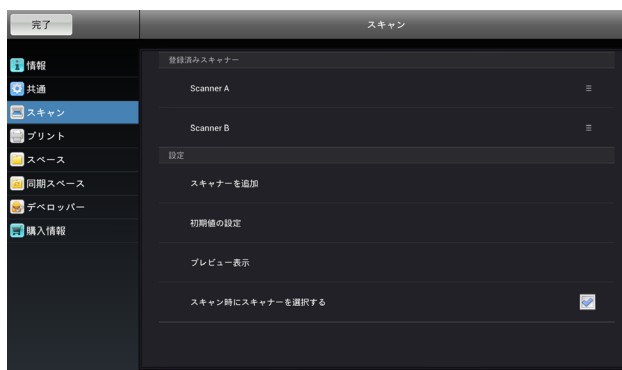 完了
スキャン
情報
共通
スキャン
プリント
スペース
同期スペース
デベロッパー
購入情報
登録済みスキャナー
Scanner A
Scanner B
設定
スキャナーを追加
初期値の設定
プレビュー表示
スキャン時にスキャナーを選択する